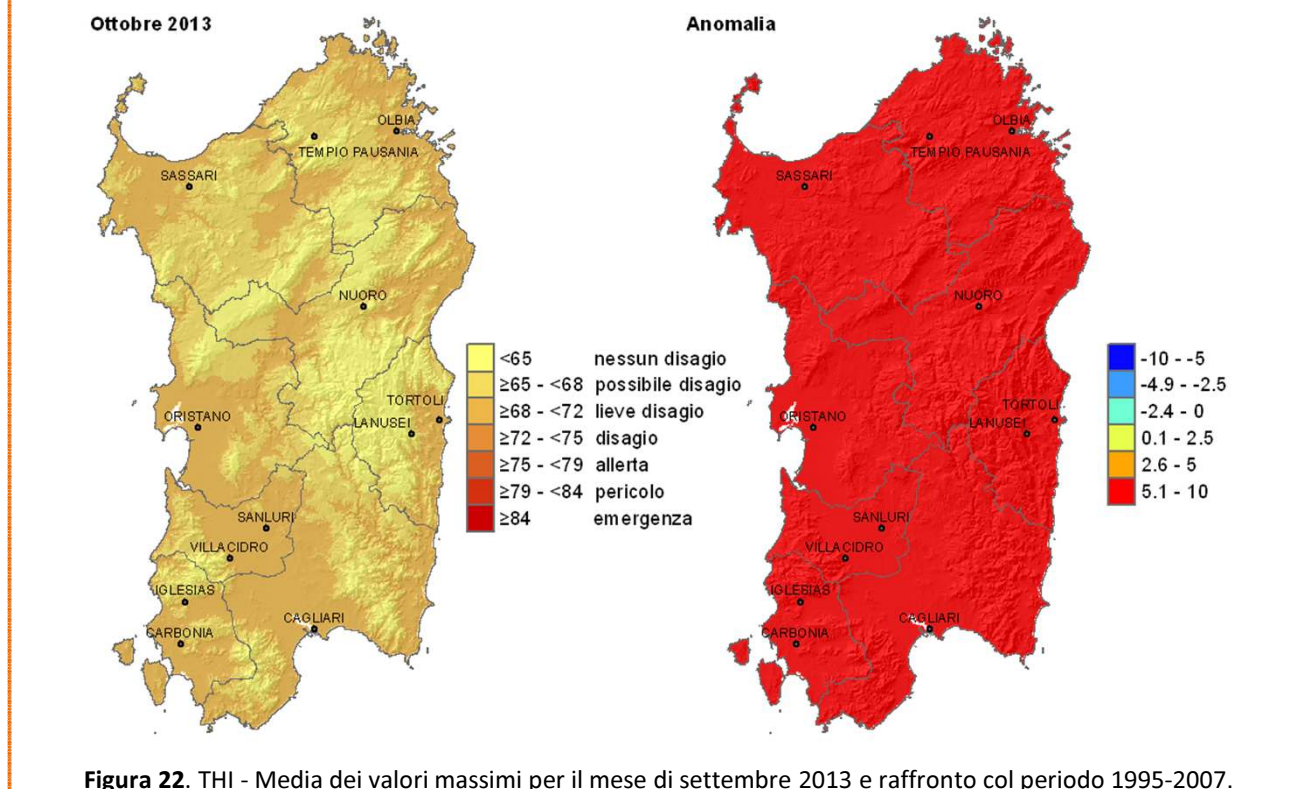 Ottobre 2013
OLBIA
TEMPIO PAUSANIA
SASSARI
NUORO
TORTOLI
ORISTANO
LANUSEI
SANLURI
VILLACIDRO
IGLESIAS
CAGLIARI
CARBONIA
<65 nessun disagio
≥65 - <68 possibile disagio
≥68 - <72 lieve disagio
≥72 - <75 disagio
≥75 - <79 allerta
≥79 - <84 pericolo
≥84 emergenza
Anomalia
OLBIA
TEMPIO PAUSANIA
SASSARI
NUORO
TORTOLI
ORISTANO
LANUSEI
SANLURI
VILLACIDRO
IGLESIAS
CAGLIARI
CARBONIA
-10 - -5
-4.9 - -2.5
-2.4 - 0
0.1 - 2.5
2.6 - 5
5.1 - 10
Figura 22. THI - Media dei valori massimi per il mese di settembre 2013 e raffronto col periodo 1995-2007.